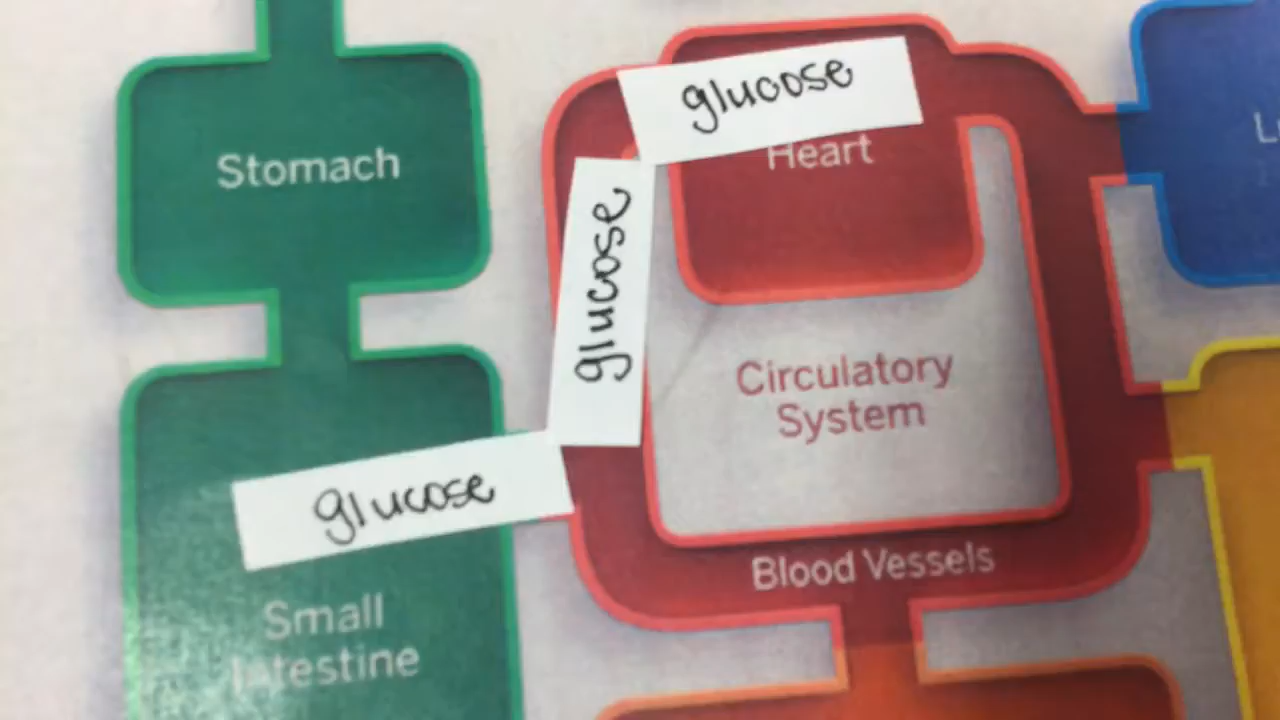 glucose
Stomach
Heart
glucose
Circulatory
System
glucose
Blood Vessels
Small
Intestine